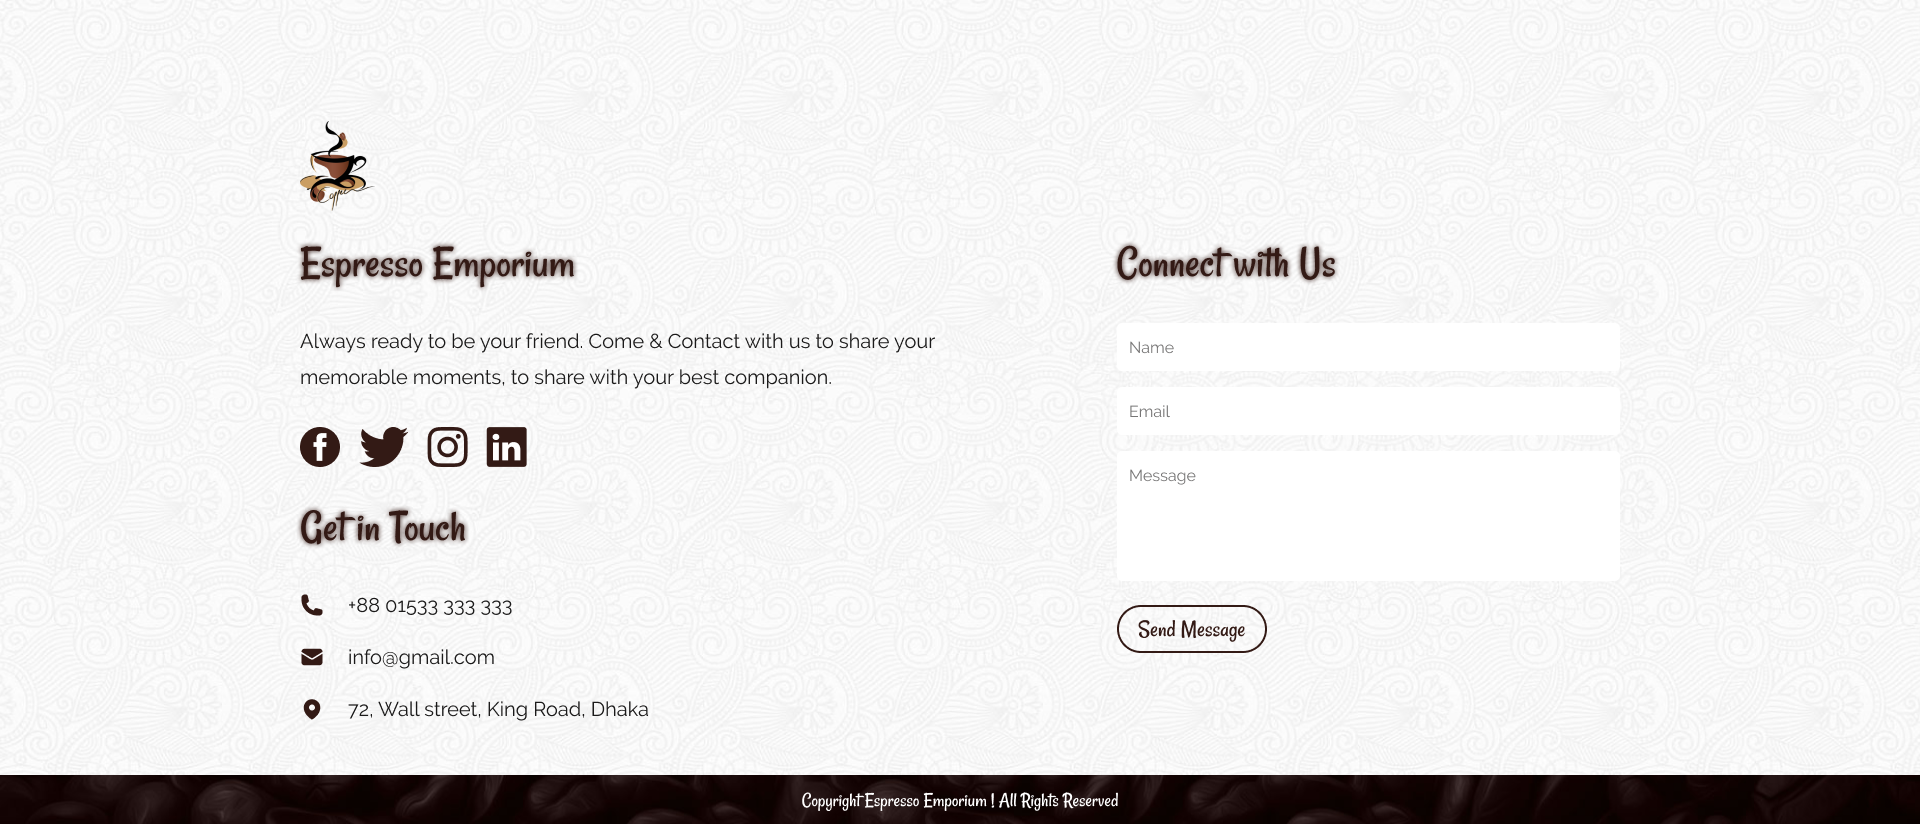 Coffee
Espresso Emporium
Always ready to be your friend. Come & Contact with us to share your
memorable moments, to share with your best companion.
Get in Touch
+88 01533 333 333
info@gmail.com
72, Wall street, King Road, Dhaka
Connect with Us
Name
Email
Message
Send Message
Copyright Espresso Emporium ! All Rights Reserved